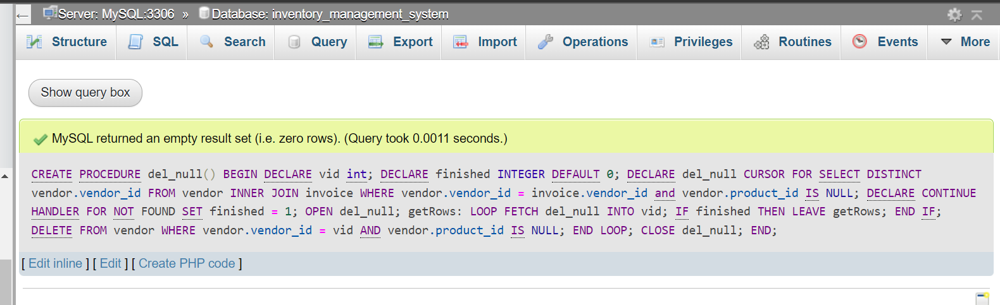 Server: MySQL:3306 » Database: inventory_management_system
Structure SQL Search Query Export Import Operations Privileges Routines Events More
Show query box
MySQL returned an empty result set (i.e. zero rows). (Query took 0.0011 seconds.)
CREATE PROCEDURE del_null() BEGIN DECLARE vid int; DECLARE finished INTEGER DEFAULT 0; DECLARE del_null CURSOR FOR SELECT DISTINCT
vendor.vendor_id FROM vendor INNER JOIN invoice WHERE vendor.vendor_id = invoice.vendor_id and vendor.product_id IS NULL; DECLARE CONTINUE
HANDLER FOR NOT FOUND SET finished = 1; OPEN del_null; getRows: LOOP FETCH del_null INTO vid; IF finished THEN LEAVE getRows; END IF;
DELETE FROM vendor WHERE vendor.vendor_id = vid AND vendor.product_id IS NULL; END LOOP; CLOSE del_null; END;
[ Edit inline ] [ Edit ] [ Create PHP code ]